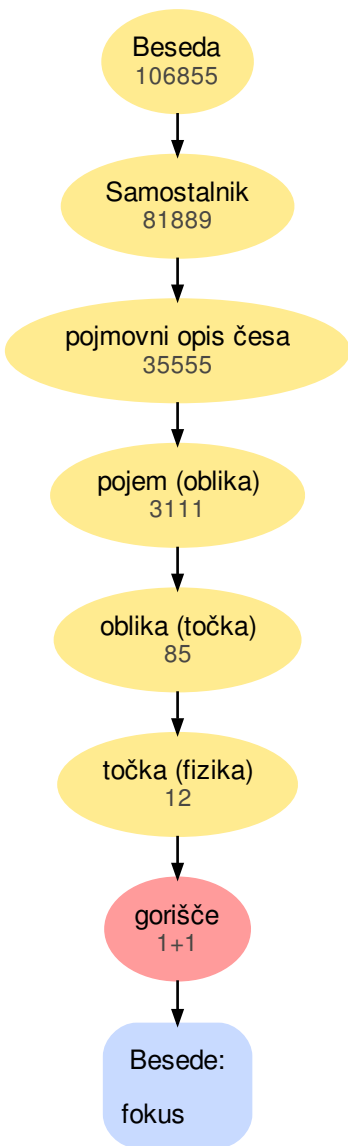 Beseda
106855
Samostalnik
81889
pojmovni opis česa
35555
pojem (oblika)
3111
oblika (točka)
85
točka (fizika)
12
gorišče
1+1
Besede:
fokus